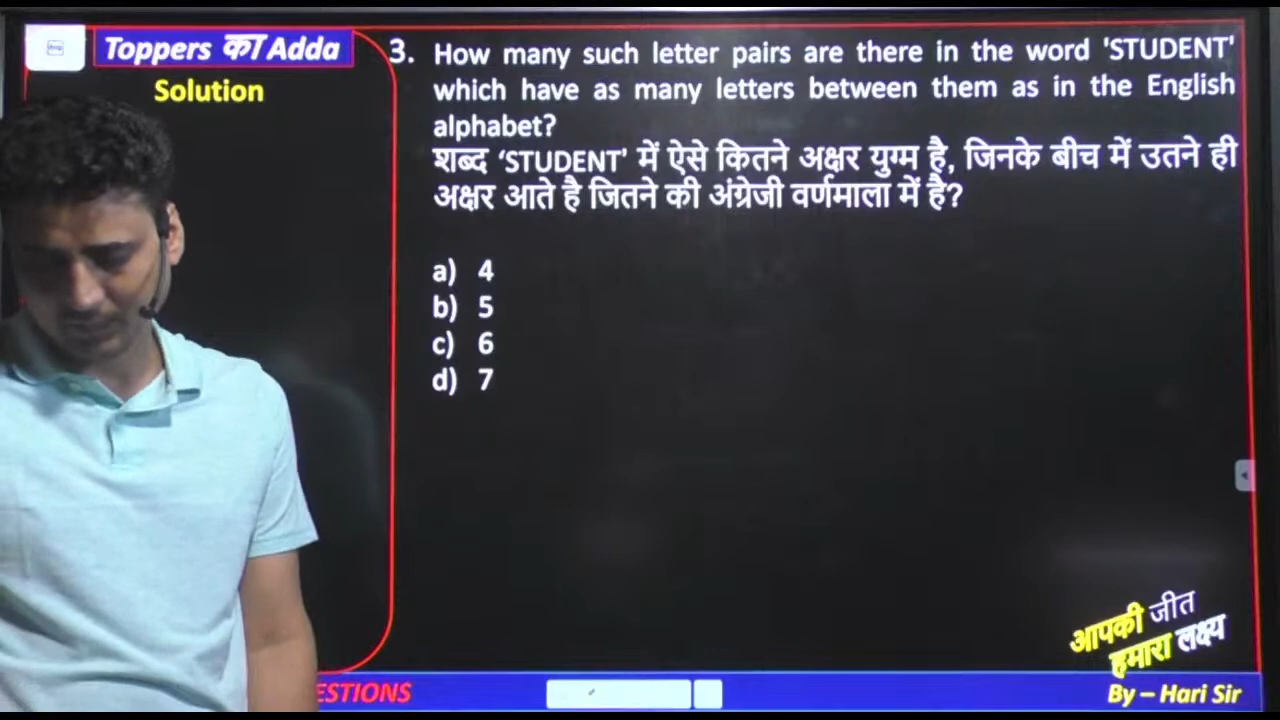 Toppers का Adda
Solution
3. How many such letter pairs are there in the word 'STUDENT'
which have as many letters between them as in the English
alphabet?
शब्द ‘STUDENT’ में ऐसे कितने अक्षर युग्म है, जिनके बीच में उतने ही
अक्षर आते है जितने की अंग्रेजी वर्णमाला में है?
a) 4
b) 5
c) 6
d) 7
आपकी जीत
हमारा लक्ष्य
ESTIONS
By – Hari Sir